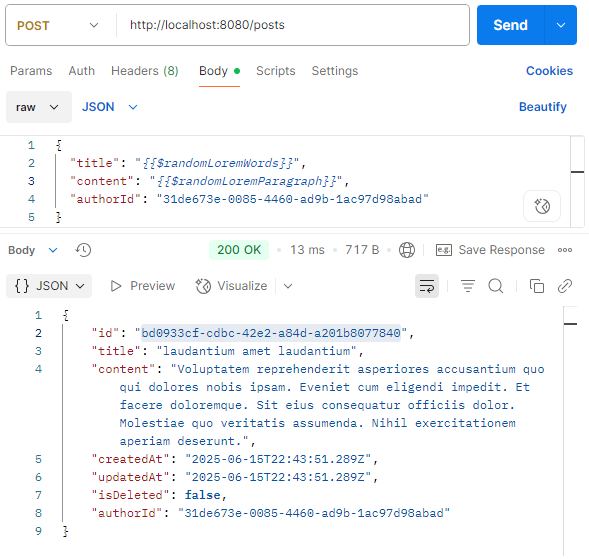 POST http://localhost:8080/posts Send
Params Auth Headers (8) Body Scripts Settings Cookies
raw JSON Beautify
1 {
2 "title": "{{$randomLoremWords}}",
3 "content": "{{$randomLoremParagraph}}",
4 "authorId": "31de673e-0085-4460-ad9b-1ac97d98abad"
5 }
Body 200 OK • 13 ms • 717 B e.g. Save Response
{} JSON Preview Visualize
1 {
2 "id": "bd0933cf-cdbc-42e2-a84d-a201b8077840",
3 "title": "laudantium amet laudantium",
4 "content": "Voluptatem reprehenderit asperiores accusantium quo
qui dolores nobis ipsam. Eveniet cum eligendi impedit. Et
facere doloremque. Sit eius consequatur officiis dolor.
Molestiae quo veritatis assumenda. Nihil exercitationem
aperiam deserunt.",
5 "createdAt": "2025-06-15T22:43:51.289Z",
6 "updatedAt": "2025-06-15T22:43:51.289Z",
7 "isDeleted": false,
8 "authorId": "31de673e-0085-4460-ad9b-1ac97d98abad"
9 }